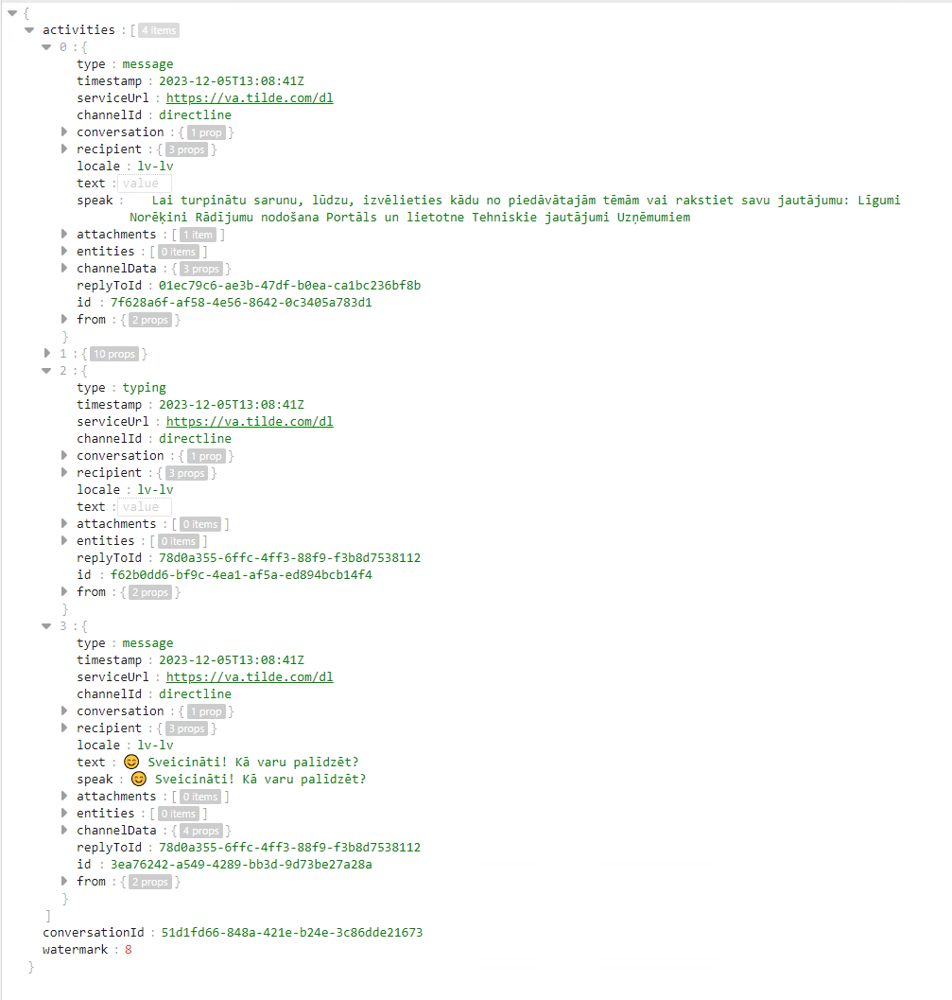 {
activities : [ 4 items
0 : {
type : message
timestamp : 2023-12-05T13:08:41Z
serviceUrl : https://va.tilde.com/dl
channelId : directline
conversation : { 1 prop }
recipient : { 3 props }
locale : lv-lv
text : value
speak : Lai turpinātu sarunu, lūdzu, izvēlieties kādu no piedāvātajām tēmām vai rakstiet savu jautājumu: Līgumi
Norēķini Rādījumu nodošana Portāls un lietotne Tehniskie jautājumi Uzņēmumiem
attachments : [ 1 item ]
entities : [ 0 items ]
channelData : { 3 props }
replyToId : 01ec79c6-ae3b-47df-b0ea-ca1bc236bf8b
id : 7f628a6f-af58-4e56-8642-0c3405a783d1
from : { 2 props }
}
1 : { 10 props }
2 : {
type : typing
timestamp : 2023-12-05T13:08:41Z
serviceUrl : https://va.tilde.com/dl
channelId : directline
conversation : { 1 prop }
recipient : { 3 props }
locale : lv-lv
text : value
attachments : [ 0 items ]
entities : [ 0 items ]
replyToId : 78d0a355-6ffc-4ff3-88f9-f3b8d7538112
id : f62b0dd6-bf9c-4ea1-af5a-ed894bcb14f4
from : { 2 props }
}
3 : {
type : message
timestamp : 2023-12-05T13:08:41Z
serviceUrl : https://va.tilde.com/dl
channelId : directline
conversation : { 1 prop }
recipient : { 3 props }
locale : lv-lv
text : 😊 Sveicināti! Kā varu palīdzēt?
speak : 😊 Sveicināti! Kā varu palīdzēt?
attachments : [ 0 items ]
entities : [ 0 items ]
channelData : { 4 props }
replyToId : 78d0a355-6ffc-4ff3-88f9-f3b8d7538112
id : 3ea76242-a549-4289-bb3d-9d73be27a28a
from : { 2 props }
}
]
conversationId : 51d1fd66-848a-421e-b24e-3c86dde21673
watermark : 8
}